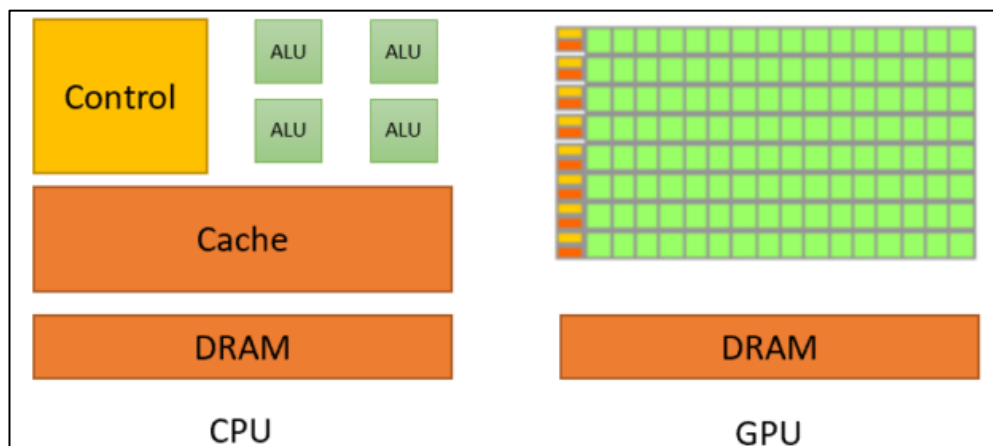 Control
ALU ALU
ALU ALU
Cache
DRAM
CPU
DRAM
GPU